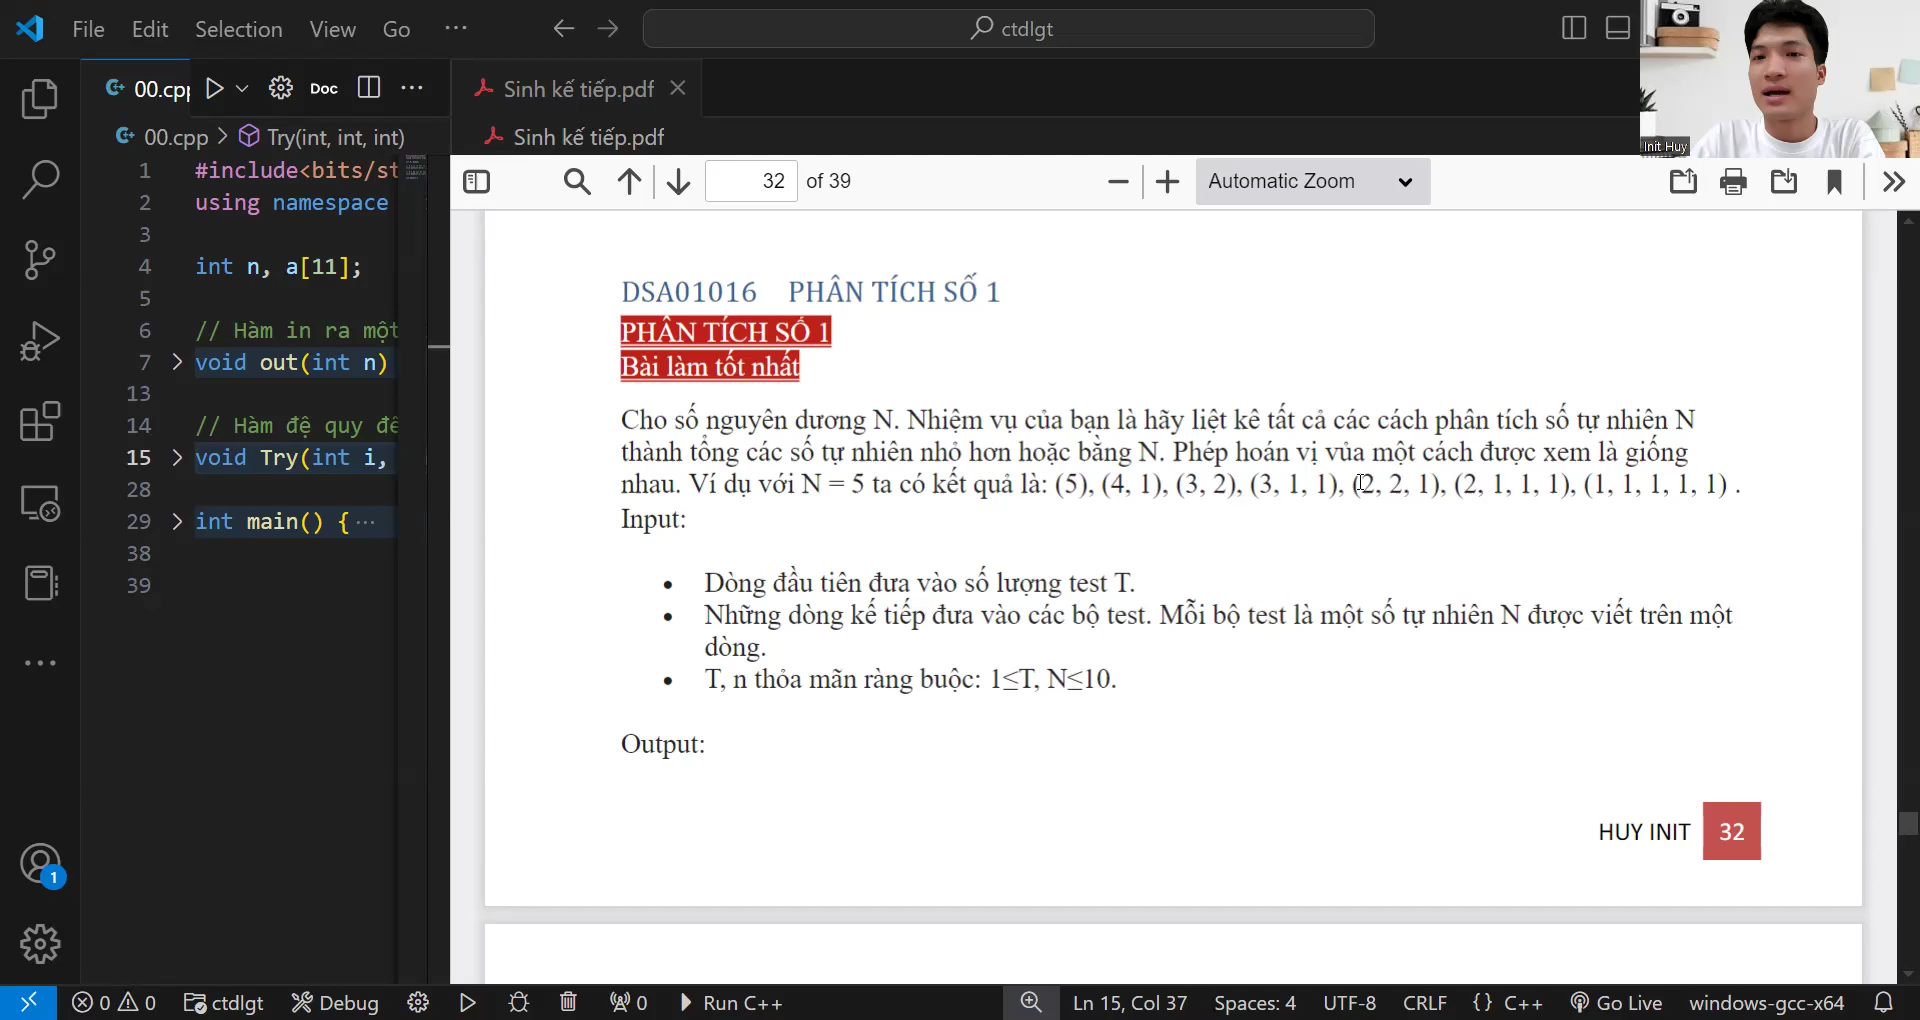 File Edit Selection View Go ...
ctdlgt
00.cpp
Doc
Sinh kế tiếp.pdf
00.cpp > Try(int, int, int)
Sinh kế tiếp.pdf
Init Huy
32 of 39
Automatic Zoom
1 #include<bits/st
2 using namespace
3
4 int n, a[11];
5
6 // Hàm in ra một
7 void out(int n)
13
14 // Hàm đệ quy để
15 void Try(int i,
28
29 int main() {...
38
39
DSA01016 PHÂN TÍCH SỐ 1
PHÂN TÍCH SỐ 1
Bài làm tốt nhất
Cho số nguyên dương N. Nhiệm vụ của bạn là hãy liệt kê tất cả các cách phân tích số tự nhiên N
thành tổng các số tự nhiên nhỏ hơn hoặc bằng N. Phép hoán vị vủa một cách được xem là giống
nhau. Ví dụ với N = 5 ta có kết quả là: (5), (4, 1), (3, 2), (3, 1, 1), (2, 2, 1), (2, 1, 1, 1), (1, 1, 1, 1, 1) .
Input:
• Dòng đầu tiên đưa vào số lượng test T.
• Những dòng kế tiếp đưa vào các bộ test. Mỗi bộ test là một số tự nhiên N được viết trên một
dòng.
• T, n thỏa mãn ràng buộc: 1≤T, N≤10.
Output:
HUY INIT 32
1
0 0 ctdlgt Debug 0 Run C++ Ln 15, Col 37 Spaces: 4 UTF-8 CRLF {} C++ Go Live windows-gcc-x64